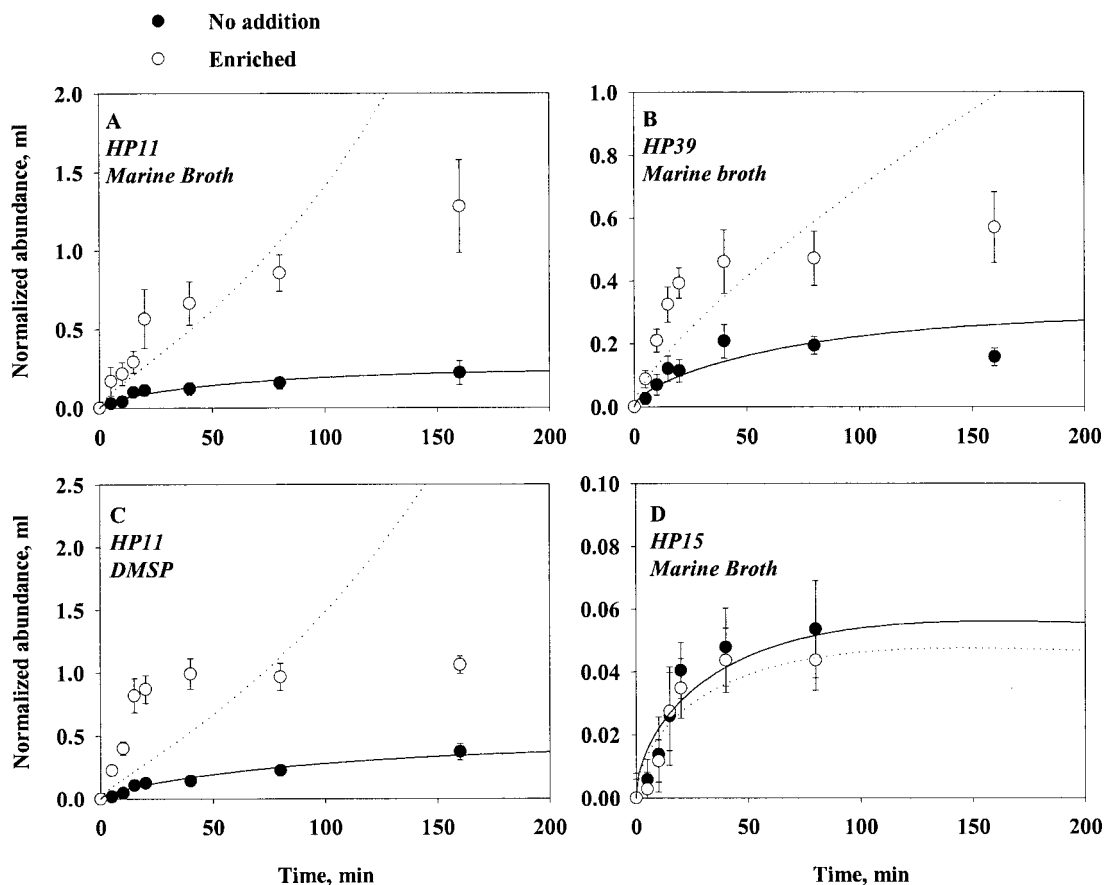 No addition
Enriched
A
HP11
Marine Broth
2.0
1.5
1.0
0.5
0.0
0
50
100
150
200
Normalized abundance, ml
B
HP39
Marine broth
1.0
0.8
0.6
0.4
0.2
0.0
0
50
100
150
200
C
HP11
DMSP
2.5
2.0
1.5
1.0
0.5
0.0
0
50
100
150
200
Normalized abundance, ml
Time, min
D
HP15
Marine Broth
0.10
0.08
0.06
0.04
0.02
0.00
0
50
100
150
200
Time, min